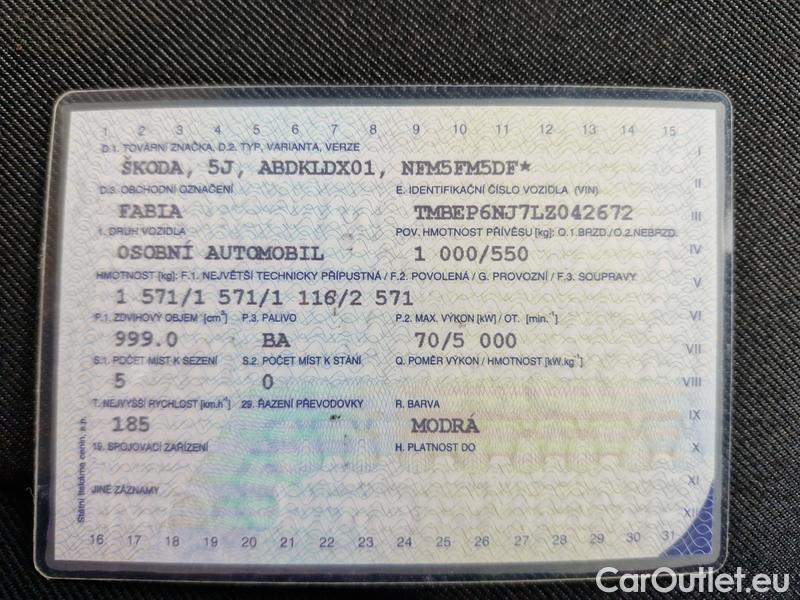 1 2 3 4 5 6 7 8 9 10 11 12 13 14 15
D.1. TOVÁRNÍ ZNAČKA, D.2. TYP, VARIANTA, VERZE I
ŠKODA, 5J, ABDKLDX01, NFM5FM5DF*
D.3. OBCHODNÍ OZNAČENÍ E. IDENTIFIKAČNÍ ČÍSLO VOZIDLA (VIN) II
FABIA TMBEP6NJ7LZ042672 III
1. DRUH VOZIDLA POV. HMOTNOST PŘÍVĚSU [kg]: O.1 BRZD./O.2 NEBRZD.
OSOBNÍ AUTOMOBIL 1 000/550 IV
HMOTNOST [kg]: F.1. NEJVĚTŠÍ TECHNICKY PŘÍPUSTNÁ / F.2. POVOLENÁ / G. PROVOZNÍ / F.3. SOUPRAVY V
1 571/1 571/1 116/2 571
P.1. ZDVIHOVÝ OBJEM [cm³] P.3. PALIVO P.2. MAX. VÝKON [kW] / OT. [min.⁻¹] VI
999.0 BA 70/5 000 VII
S.1. POČET MÍST K SEZENÍ S.2. POČET MÍST K STÁNÍ Q. POMĚR VÝKON / HMOTNOST [kW.kg⁻¹]
5 0 VIII
T. NEJVYŠŠÍ RYCHLOST [km.h⁻¹] 29. ŘAZENÍ PŘEVODOVKY R. BARVA
185 MODRÁ IX
19. SPOJOVACÍ ZAŘÍZENÍ H. PLATNOST DO X
JINÉ ZÁZNAMY XI
XII
Státní tiskárna cenin, s.p.
16 17 18 19 20 21 22 23 24 25 26 27 28 29 30 31
CarOutlet.eu